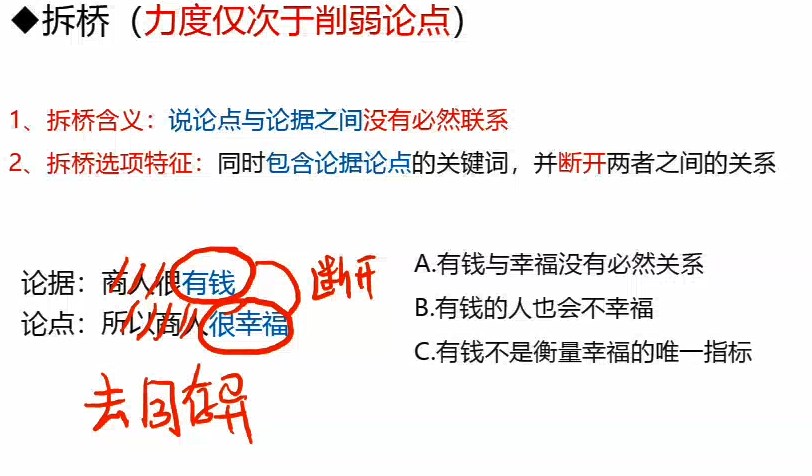 ◆拆桥（力度仅次于削弱论点）
1、拆桥含义：说论点与论据之间没有必然联系
2、拆桥选项特征：同时包含论据论点的关键词，并断开两者之间的关系
论据：商人很有钱
论点：所以商人很幸福
断开
去同存异
A.有钱与幸福没有必然关系
B.有钱的人也会不幸福
C.有钱不是衡量幸福的唯一指标